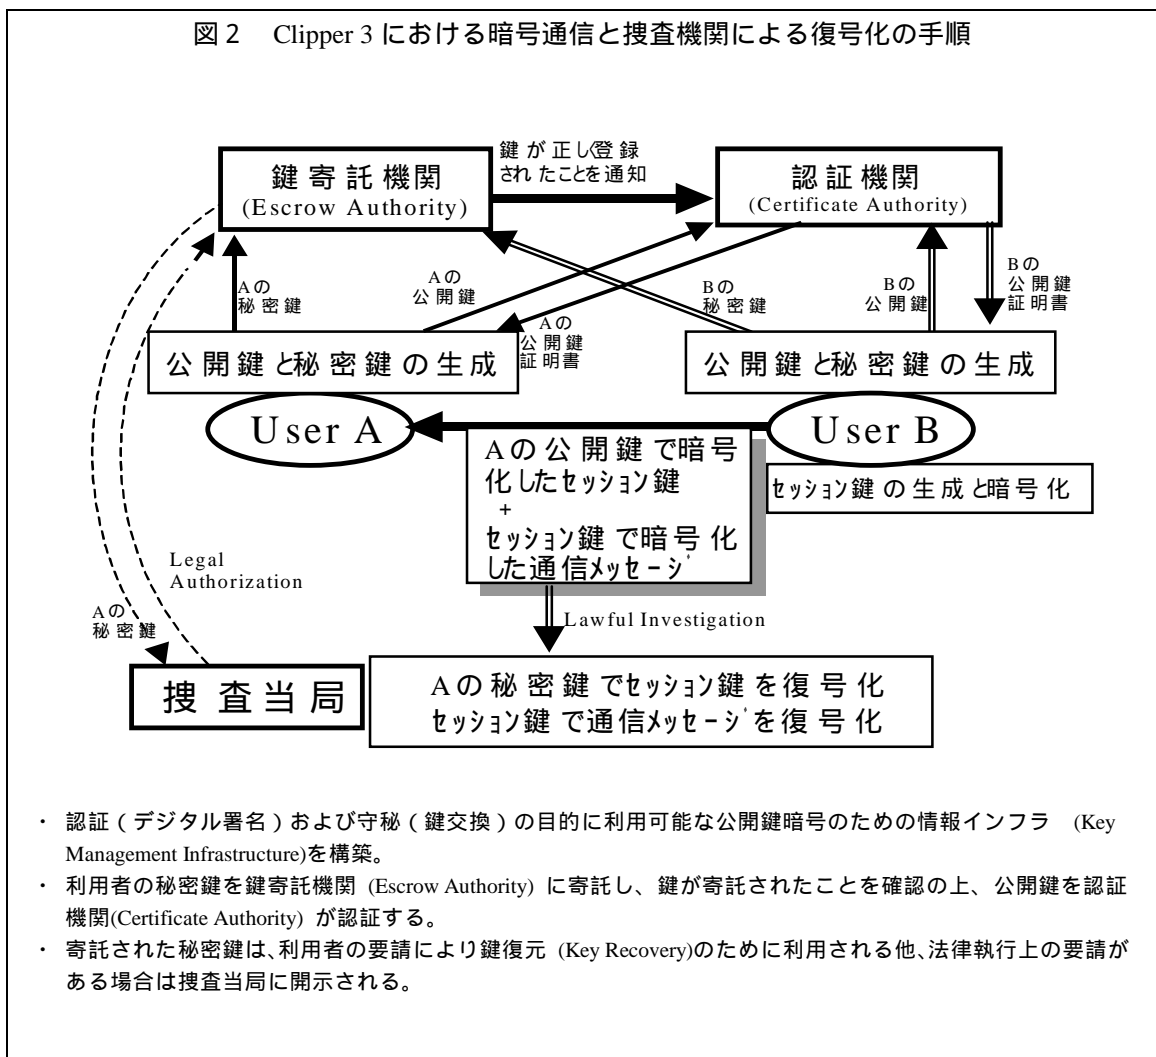 図２　Clipper 3 における暗号通信と捜査機関による復号化の手順
鍵が正しく登録
されたことを通知
鍵寄託機関
(Escrow Authority)
認証機関
(Certificate Authority)
Aの
秘密鍵
Aの
公開鍵
Bの
秘密鍵
Bの
公開鍵
Bの
公開鍵
証明書
Aの
公開鍵
証明書
公開鍵と秘密鍵の生成
公開鍵と秘密鍵の生成
User A
User B
Aの公開鍵で暗号
化したセッション鍵
+
セッション鍵で暗号化
した通信メッセージ
セッション鍵の生成と暗号化
Legal
Authorization
Aの
秘密鍵
Lawful Investigation
捜査当局
Aの秘密鍵でセッション鍵を復号化
セッション鍵で通信メッセージを復号化
・ 認証（デジタル署名）および守秘（鍵交換）の目的に利用可能な公開鍵暗号のための情報インフラ (Key
Management Infrastructure)を構築。
・ 利用者の秘密鍵を鍵寄託機関 (Escrow Authority) に寄託し、鍵が寄託されたことを確認の上、公開鍵を認証
機関(Certificate Authority) が認証する。
・ 寄託された秘密鍵は、利用者の要請により鍵復元 (Key Recovery)のために利用される他、法律執行上の要請が
ある場合は捜査当局に開示される。